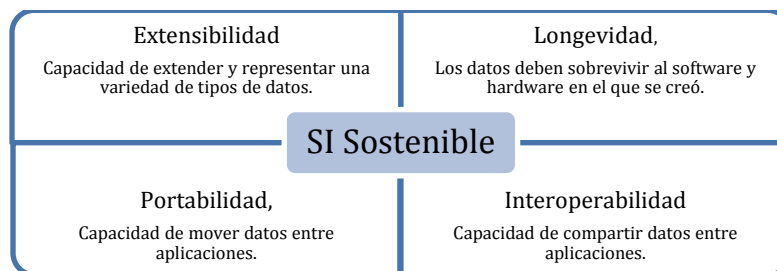 Extensibilidad
Capacidad de extender y representar una
variedad de tipos de datos.
Longevidad,
Los datos deben sobrevivir al software y
hardware en el que se creó.
SI Sostenible
Portabilidad,
Capacidad de mover datos entre
aplicaciones.
Interoperabilidad
Capacidad de compartir datos entre
aplicaciones.